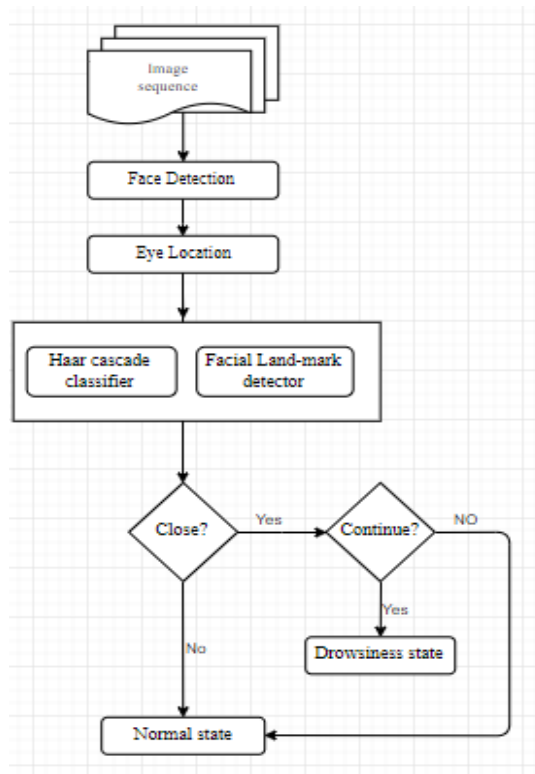 Image
sequence
Face Detection
Eye Location
Haar cascade
classifier
Facial Land-mark
detector
Close?
Yes
Continue?
NO
Yes
Drowsiness state
No
Normal state